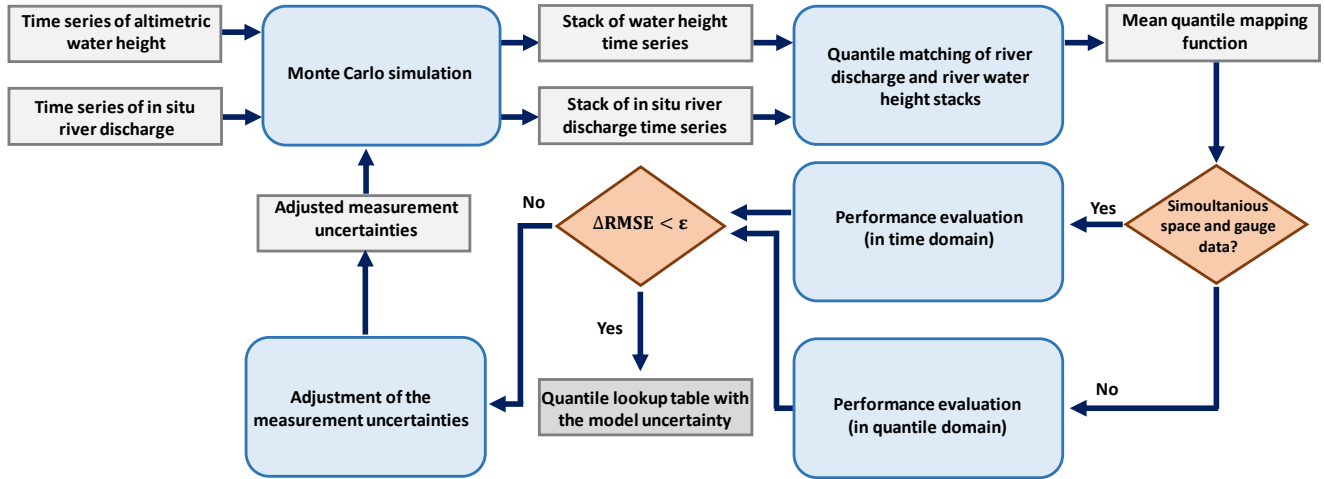 Time series of altimetric
water height
Time series of in situ
river discharge
Monte Carlo simulation
Stack of water height
time series
Stack of in situ river
discharge time series
Quantile matching of river
discharge and river water
height stacks
Mean quantile mapping
function
Simoultanious
space and gauge
data?
Yes
No
Performance evaluation
(in time domain)
Performance evaluation
(in quantile domain)
ΔRMSE < ε
No
Yes
Quantile lookup table with
the model uncertainty
Adjustment of the
measurement uncertainties
Adjusted measurement
uncertainties